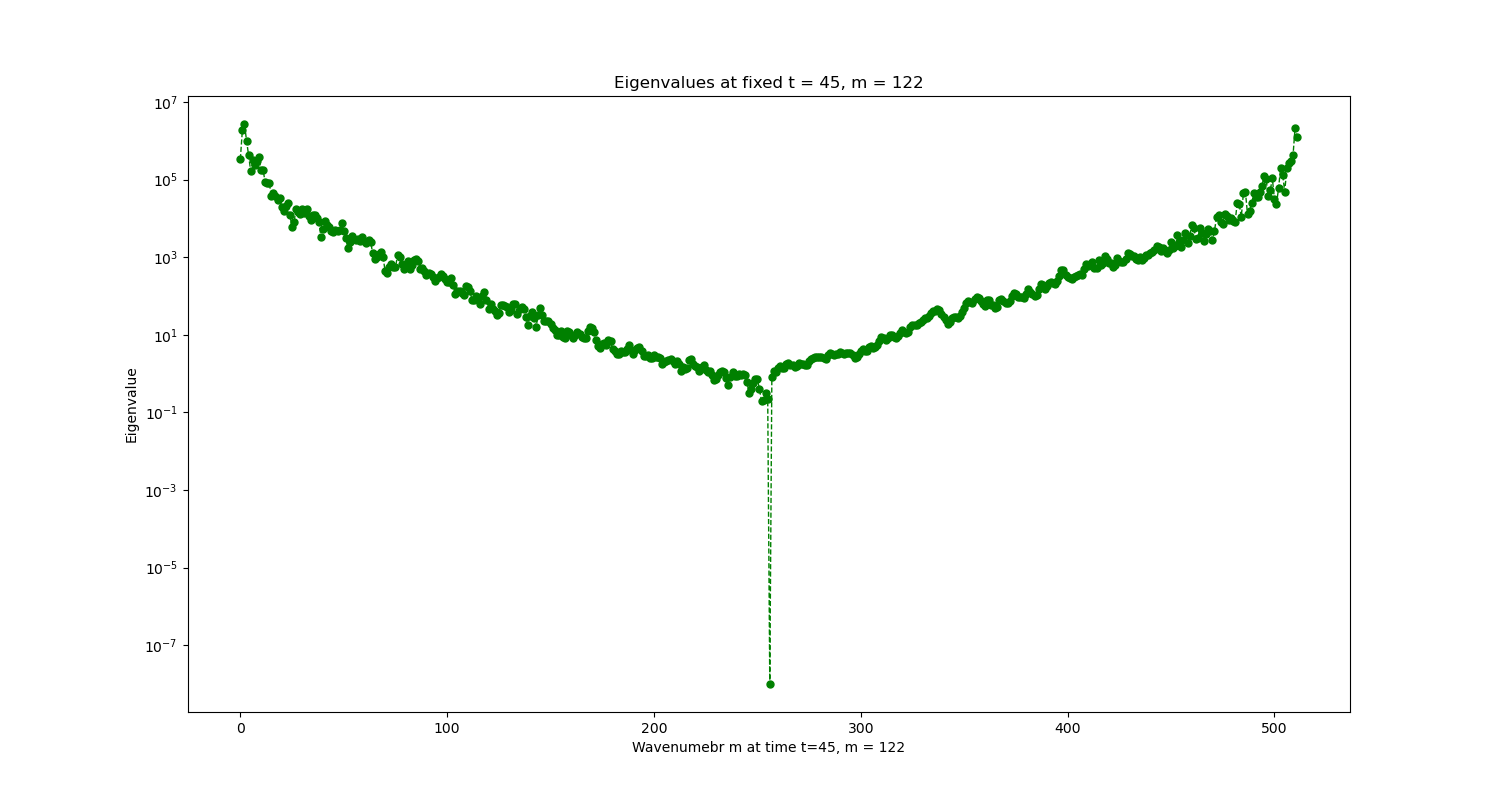 Eigenvalues at fixed t = 45, m = 122
10^7
10^5
10^3
10^1
10^−1
10^−3
10^−5
10^−7
Eigenvalue
0 100 200 300 400 500
Wavenumebr m at time t=45, m = 122